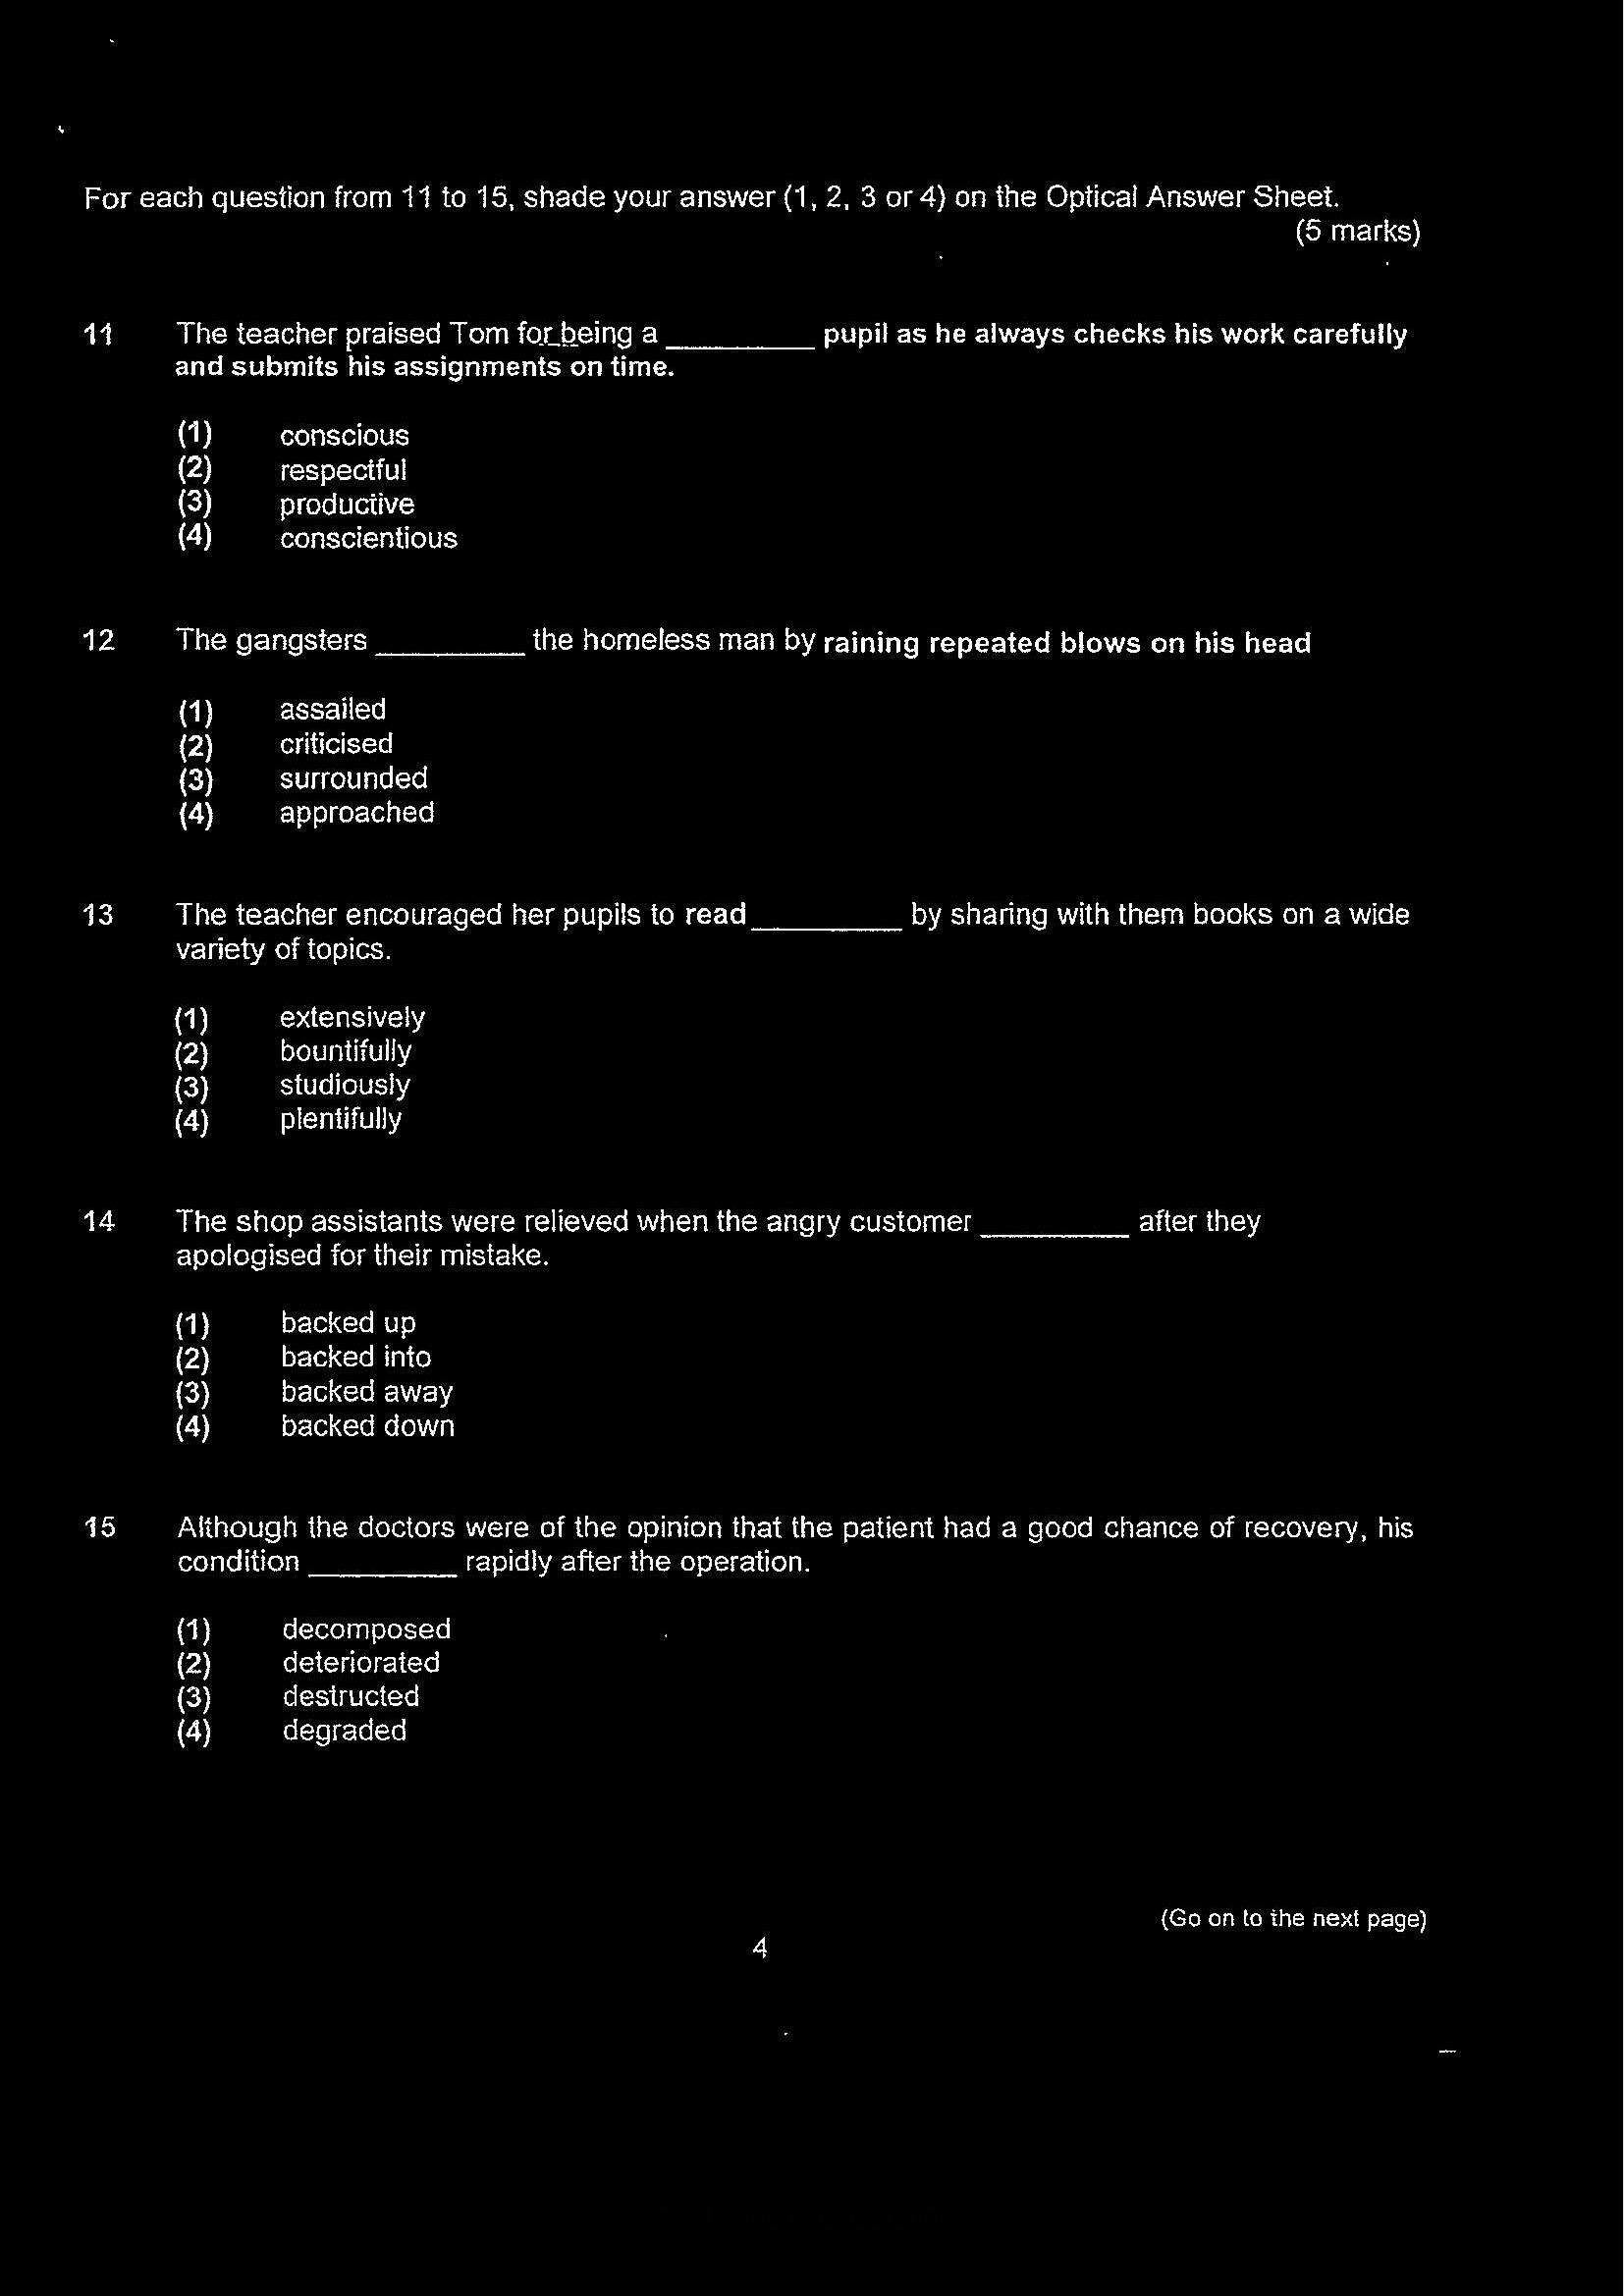 For each question from 11 to 15, shade your answer (1, 2, 3 or 4) on the Optical Answer Sheet.
(5 marks)
11 The teacher praised Tom for being a __________ pupil as he always checks his work carefully
and submits his assignments on time.
(1) conscious
(2) respectful
(3) productive
(4) conscientious
12 The gangsters __________ the homeless man by raining repeated blows on his head
(1) assailed
(2) criticised
(3) surrounded
(4) approached
13 The teacher encouraged her pupils to read __________ by sharing with them books on a wide
variety of topics.
(1) extensively
(2) bountifully
(3) studiously
(4) plentifully
14 The shop assistants were relieved when the angry customer __________ after they
apologised for their mistake.
(1) backed up
(2) backed into
(3) backed away
(4) backed down
15 Although the doctors were of the opinion that the patient had a good chance of recovery, his
condition __________ rapidly after the operation.
(1) decomposed
(2) deteriorated
(3) destructed
(4) degraded
(Go on to the next page)
4